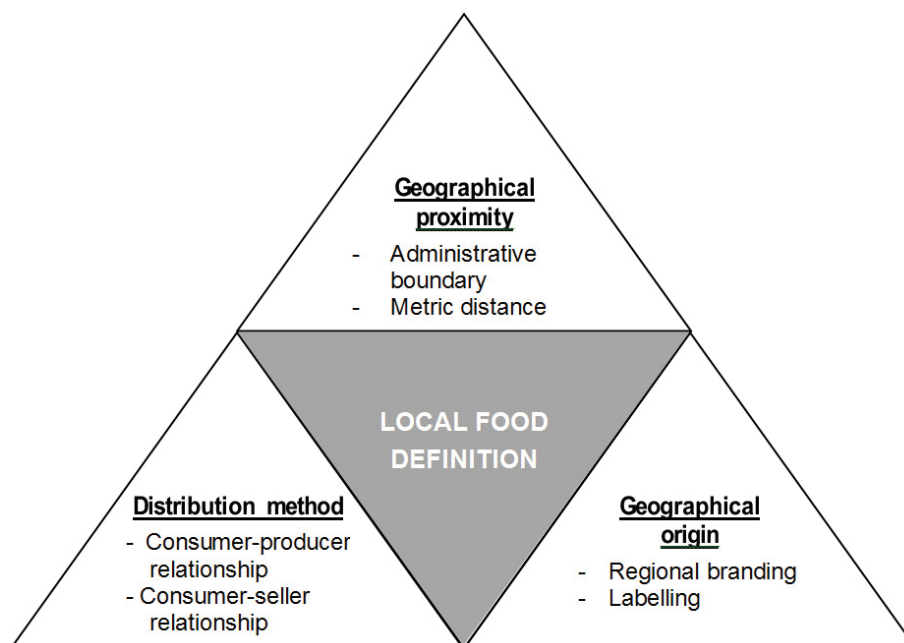 Geographical
proximity
- Administrative
boundary
- Metric distance
LOCAL FOOD
DEFINITION
Distribution method
- Consumer-producer
relationship
- Consumer-seller
relationship
Geographical
origin
- Regional branding
- Labelling